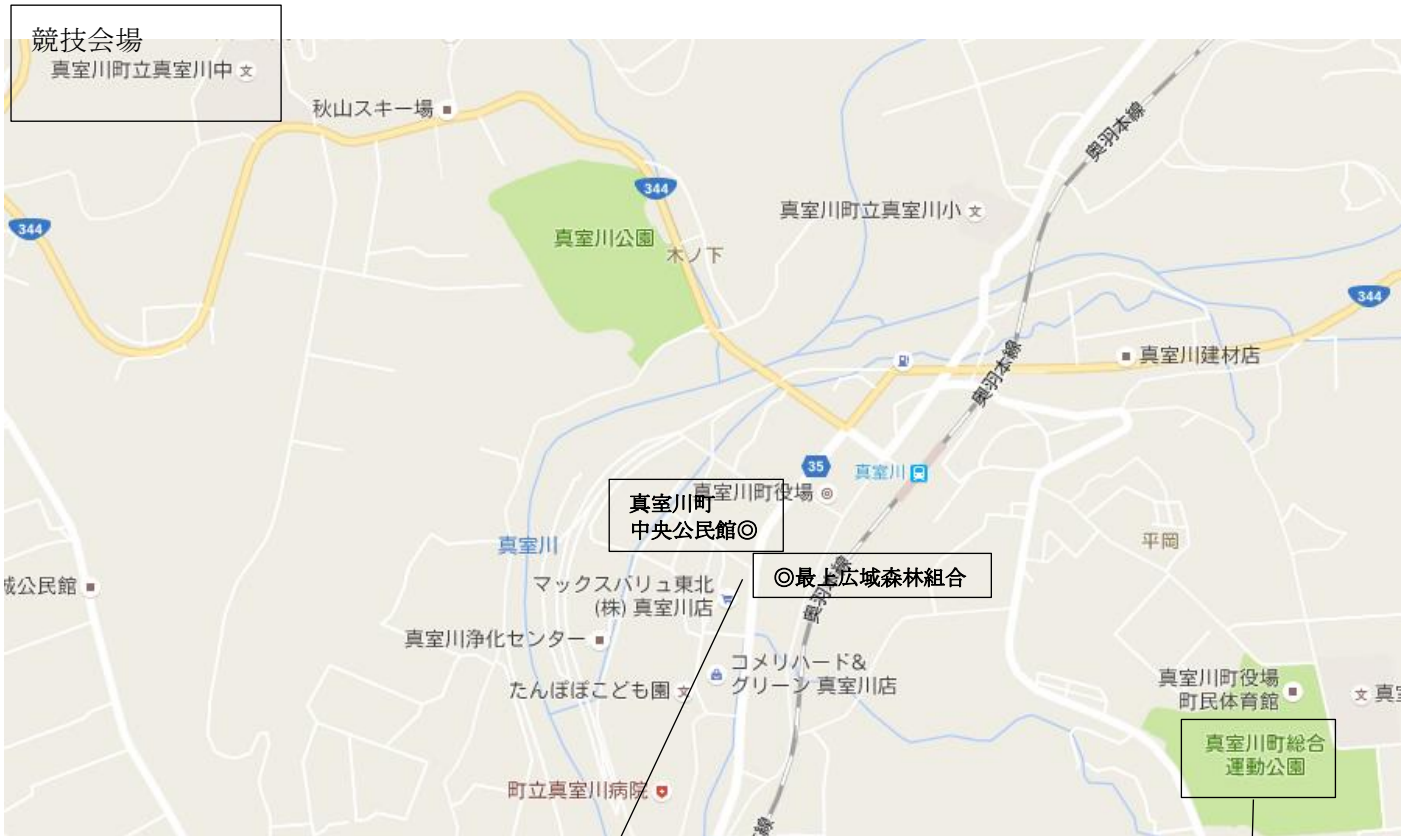 競技会場
真室川町立真室川中
秋山スキー場
344
奥羽本線
真室川町立真室川小
344
真室川公園
木ノ下
344
奥羽本線
真室川建材店
35
真室川
真室川町役場
真室川町
中央公民館◎
真室川
平岡
城公民館
マックスバリュ東北
(株) 真室川店
◎最上広域森林組合
奥羽本線
真室川浄化センター
コメリハード&
グリーン 真室川店
たんぽぽこども園
真室川町役場
町民体育館
真室川町総合
運動公園
町立真室川病院